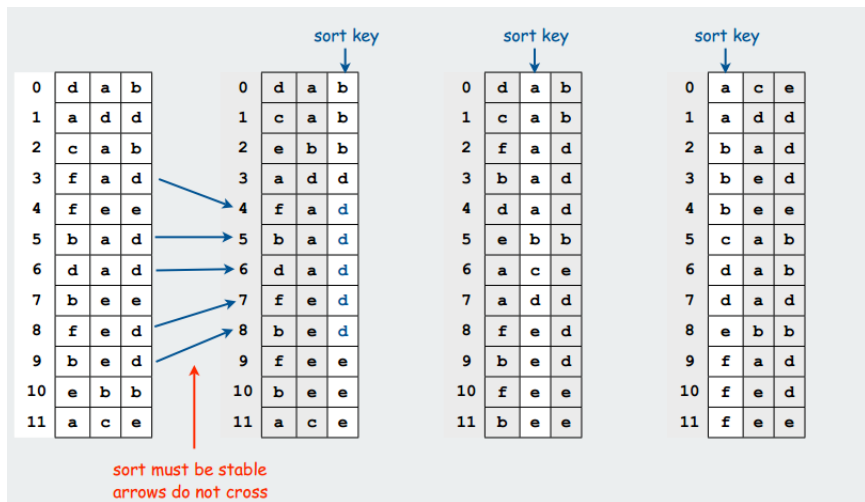 sort key sort key sort key
0 d a b 0 d a b 0 d a b 0 a c e
1 a d d 1 c a b 1 c a b 1 a d d
2 c a b 2 e b b 2 f a d 2 b a d
3 f a d 3 a d d 3 b a d 3 b e d
4 f e e 4 f a d 4 d a d 4 b e e
5 b a d 5 b a d 5 e b b 5 c a b
6 d a d 6 d a d 6 a c e 6 d a b
7 b e e 7 f e d 7 a d d 7 d a d
8 f e d 8 b e d 8 f e d 8 e b b
9 b e d 9 f e e 9 b e d 9 f a d
10 e b b 10 b e e 10 f e e 10 f e d
11 a c e 11 a c e 11 b e e 11 f e e
sort must be stable
arrows do not cross